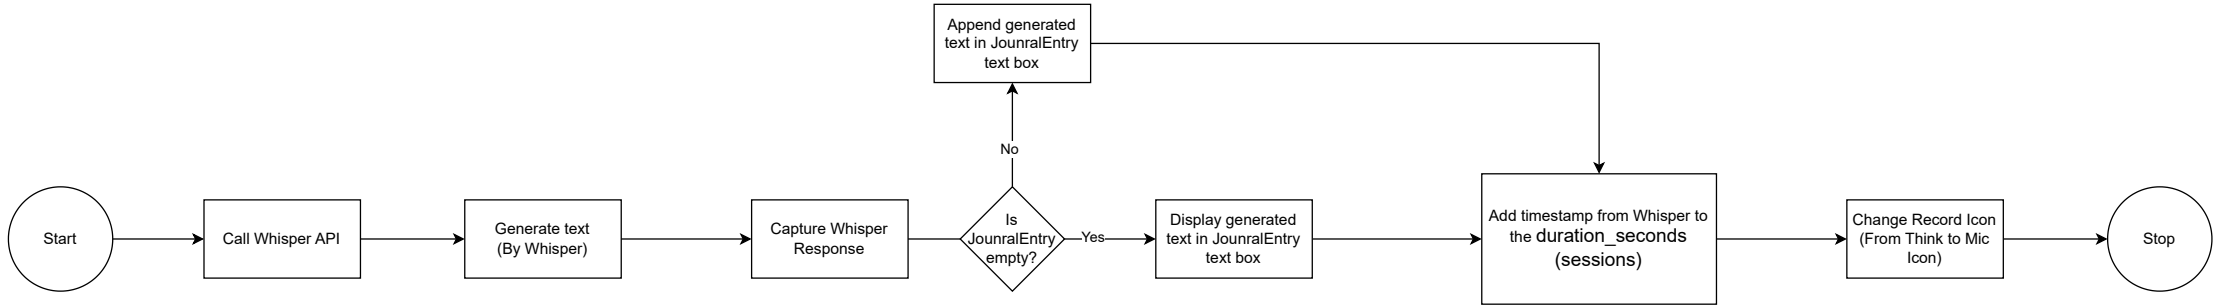 Start
Call Whisper API
Generate text
(By Whisper)
Capture Whisper
Response
Is
JounralEntry
empty?
No
Append generated
text in JounralEntry
text box
Yes
Display generated
text in JounralEntry
text box
Add timestamp from Whisper to
the duration_seconds
(sessions)
Change Record Icon
(From Think to Mic
Icon)
Stop